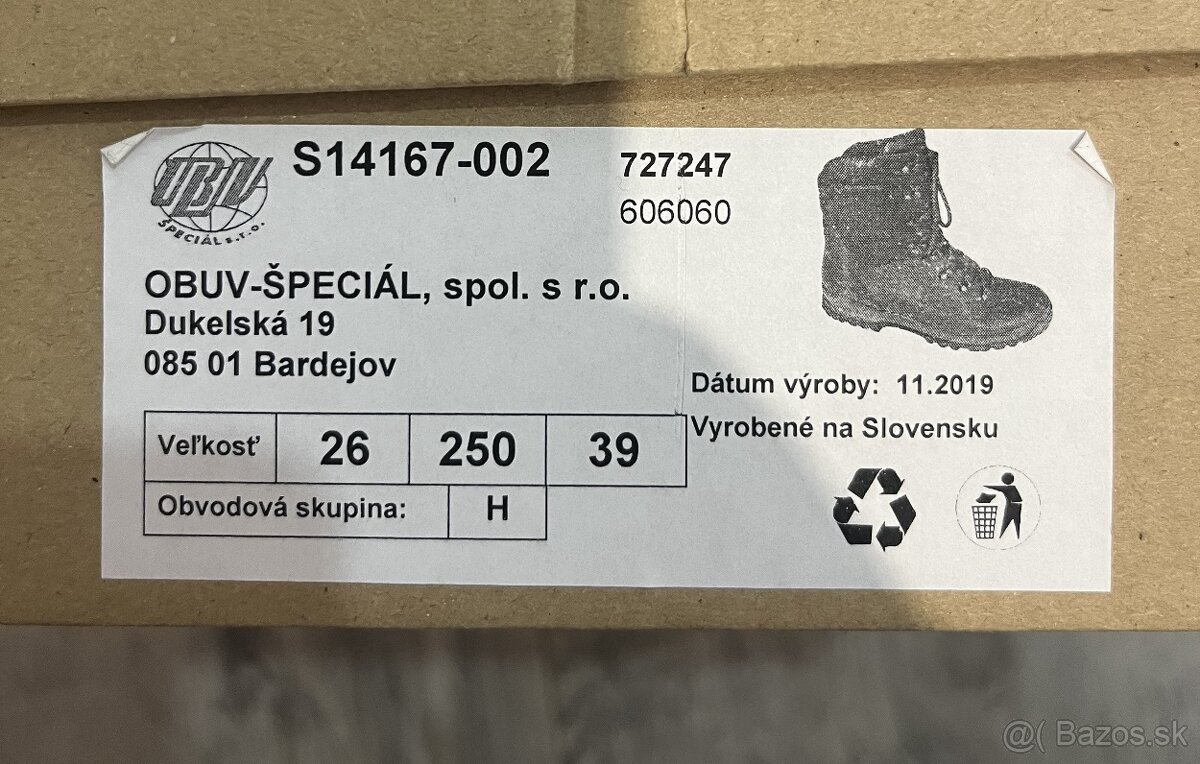 OBUV
ŠPECIÁL s.r.o.
S14167-002
727247
606060
OBUV-ŠPECIÁL, spol. s r.o.
Dukelská 19
085 01 Bardejov
Dátum výroby: 11.2019
Vyrobené na Slovensku
Veľkosť 26 250 39
Obvodová skupina: H
@( Bazos.sk